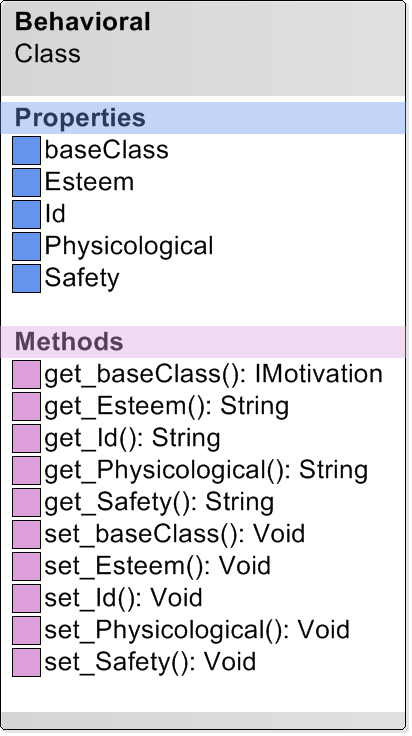 Behavioral
Class
Properties
baseClass
Esteem
Id
Physicological
Safety
Methods
get_baseClass(): IMotivation
get_Esteem(): String
get_Id(): String
get_Physicological(): String
get_Safety(): String
set_baseClass(): Void
set_Esteem(): Void
set_Id(): Void
set_Physicological(): Void
set_Safety(): Void